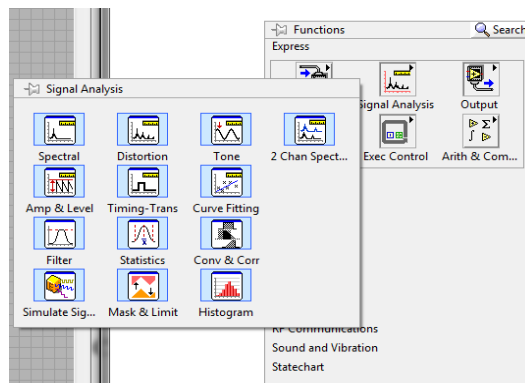 Functions
Search
Express
Signal Analysis
Output
Exec Control
Arith & Com...
Signal Analysis
Spectral
Distortion
Tone
2 Chan Spect...
Amp & Level
Timing-Trans
Curve Fitting
Filter
Statistics
Conv & Corr
Simulate Sig...
Mask & Limit
Histogram
RF Communications
Sound and Vibration
Statechart